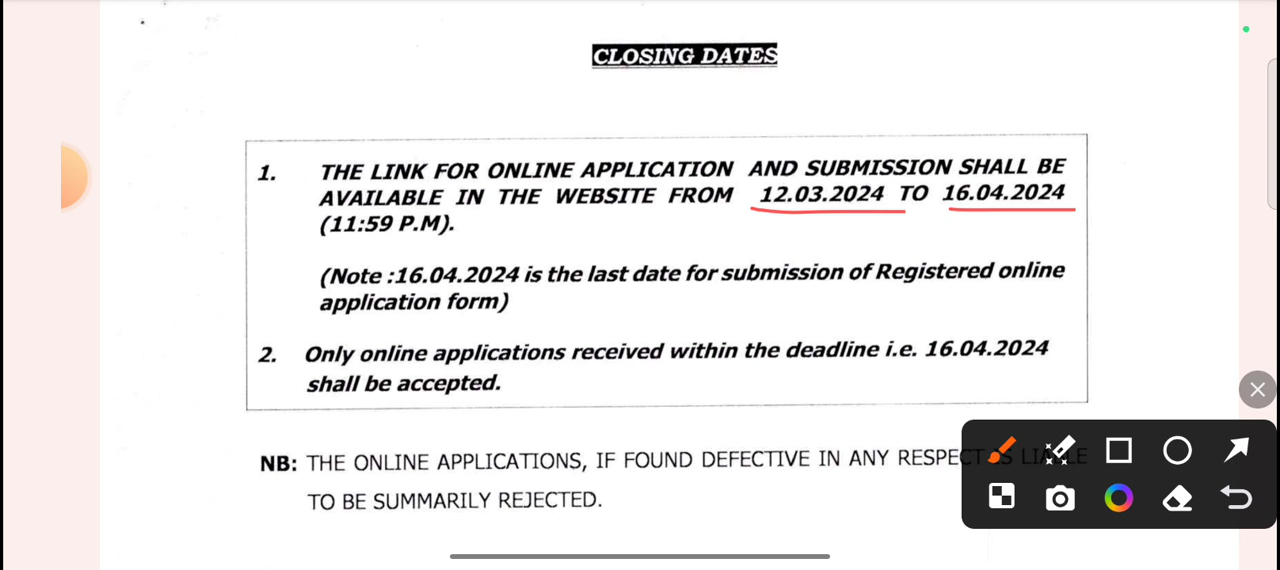 CLOSING DATES
1. THE LINK FOR ONLINE APPLICATION AND SUBMISSION SHALL BE
AVAILABLE IN THE WEBSITE FROM 12.03.2024 TO 16.04.2024
(11:59 P.M).
(Note :16.04.2024 is the last date for submission of Registered online
application form)
2. Only online applications received within the deadline i.e. 16.04.2024
shall be accepted.
NB: THE ONLINE APPLICATIONS, IF FOUND DEFECTIVE IN ANY RESPECT IS LIABLE
TO BE SUMMARILY REJECTED.